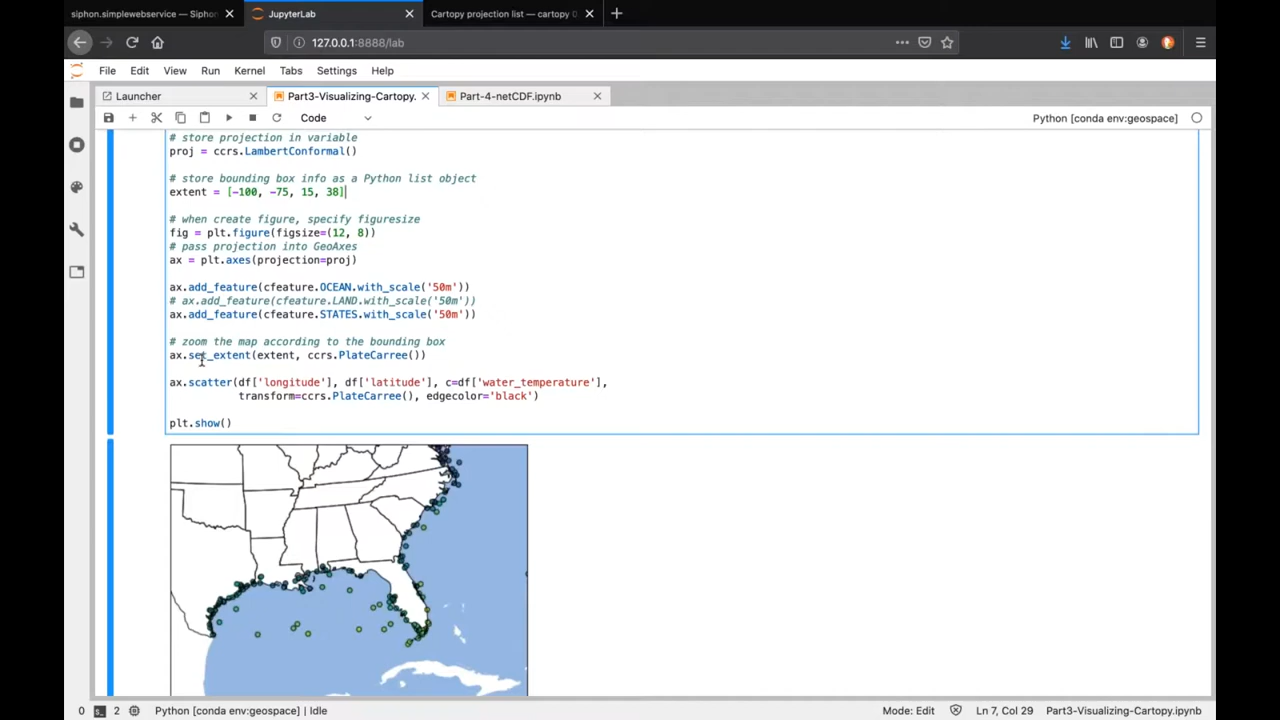 siphon.simplewebservice — Siphon
JupyterLab
Cartopy projection list — cartopy 0
127.0.0.1:8888/lab
File Edit View Run Kernel Tabs Settings Help
Launcher
Part3-Visualizing-Cartopy.
Part-4-netCDF.ipynb
Code
Python [conda env:geospace]
# store projection in variable
proj = ccrs.LambertConformal()
# store bounding box info as a Python list object
extent = [-100, -75, 15, 38]
# when create figure, specify figuresize
fig = plt.figure(figsize=(12, 8))
# pass projection into GeoAxes
ax = plt.axes(projection=proj)
ax.add_feature(cfeature.OCEAN.with_scale('50m'))
# ax.add_feature(cfeature.LAND.with_scale('50m'))
ax.add_feature(cfeature.STATES.with_scale('50m'))
# zoom the map according to the bounding box
ax.set_extent(extent, ccrs.PlateCarree())
ax.scatter(df['longitude'], df['latitude'], c=df['water_temperature'],
transform=ccrs.PlateCarree(), edgecolor='black')
plt.show()
0 2 Python [conda env:geospace] | Idle Mode: Edit Ln 7, Col 29 Part3-Visualizing-Cartopy.ipynb